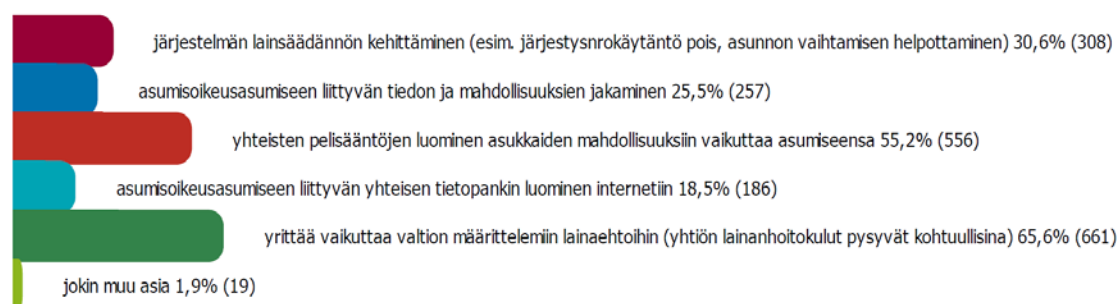 järjestelmän lainsäädännön kehittäminen (esim. järjestysnrokäytäntö pois, asunnon vaihtamisen helpottaminen) 30,6% (308)
asumisoikeusasumiseen liittyvän tiedon ja mahdollisuuksien jakaminen 25,5% (257)
yhteisten pelisääntöjen luominen asukkaiden mahdollisuuksiin vaikuttaa asumiseensa 55,2% (556)
asumisoikeusasumiseen liittyvän yhteisen tietopankin luominen internetiin 18,5% (186)
yrittää vaikuttaa valtion määrittelemiin lainaehtoihin (yhtiön lainanhoitokulut pysyvät kohtuullisina) 65,6% (661)
jokin muu asia 1,9% (19)